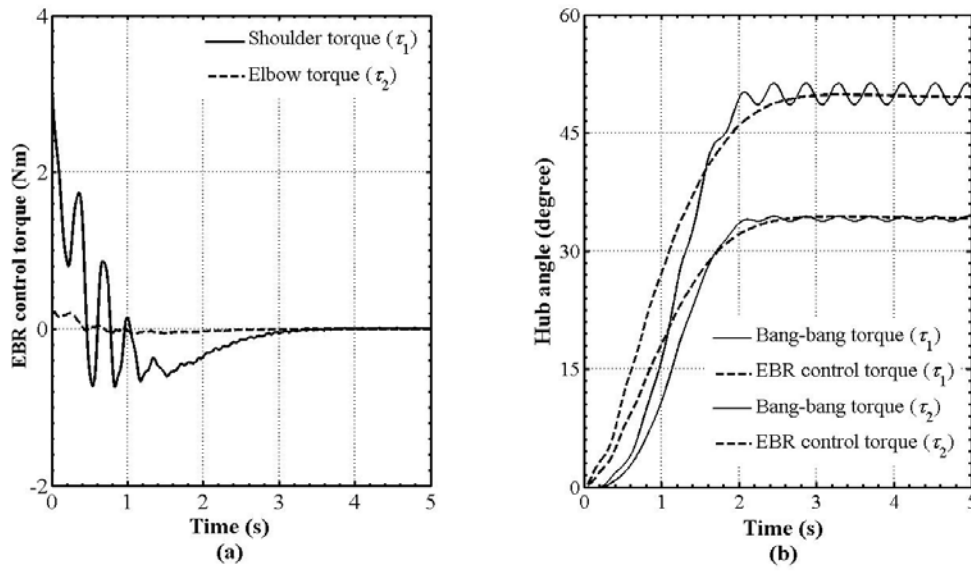 4
Shoulder torque (τ1)
Elbow torque (τ2)
2
0
-2
EBR control torque (Nm)
0 1 2 3 4 5
Time (s)
(a)
60
45
30
15
0
Hub angle (degree)
Bang-bang torque (τ1)
EBR control torque (τ1)
Bang-bang torque (τ2)
EBR control torque (τ2)
0 1 2 3 4 5
Time (s)
(b)